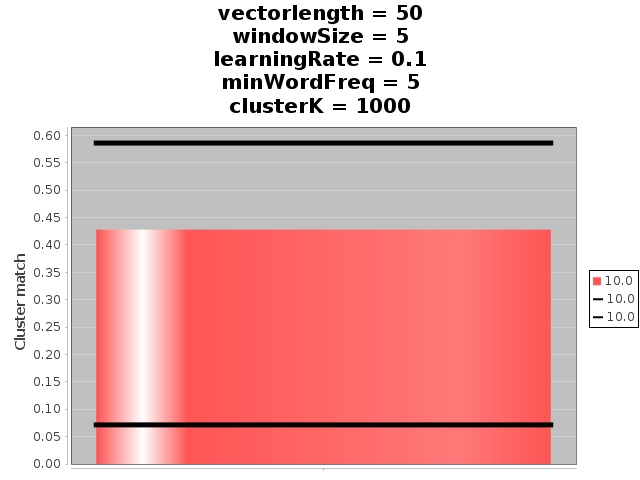 vectorlength = 50
windowSize = 5
learningRate = 0.1
minWordFreq = 5
clusterK = 1000
0.60
0.55
0.50
0.45
0.40
0.35
0.30
0.25
0.20
0.15
0.10
0.05
0.00
Cluster match
10.0
10.0
10.0